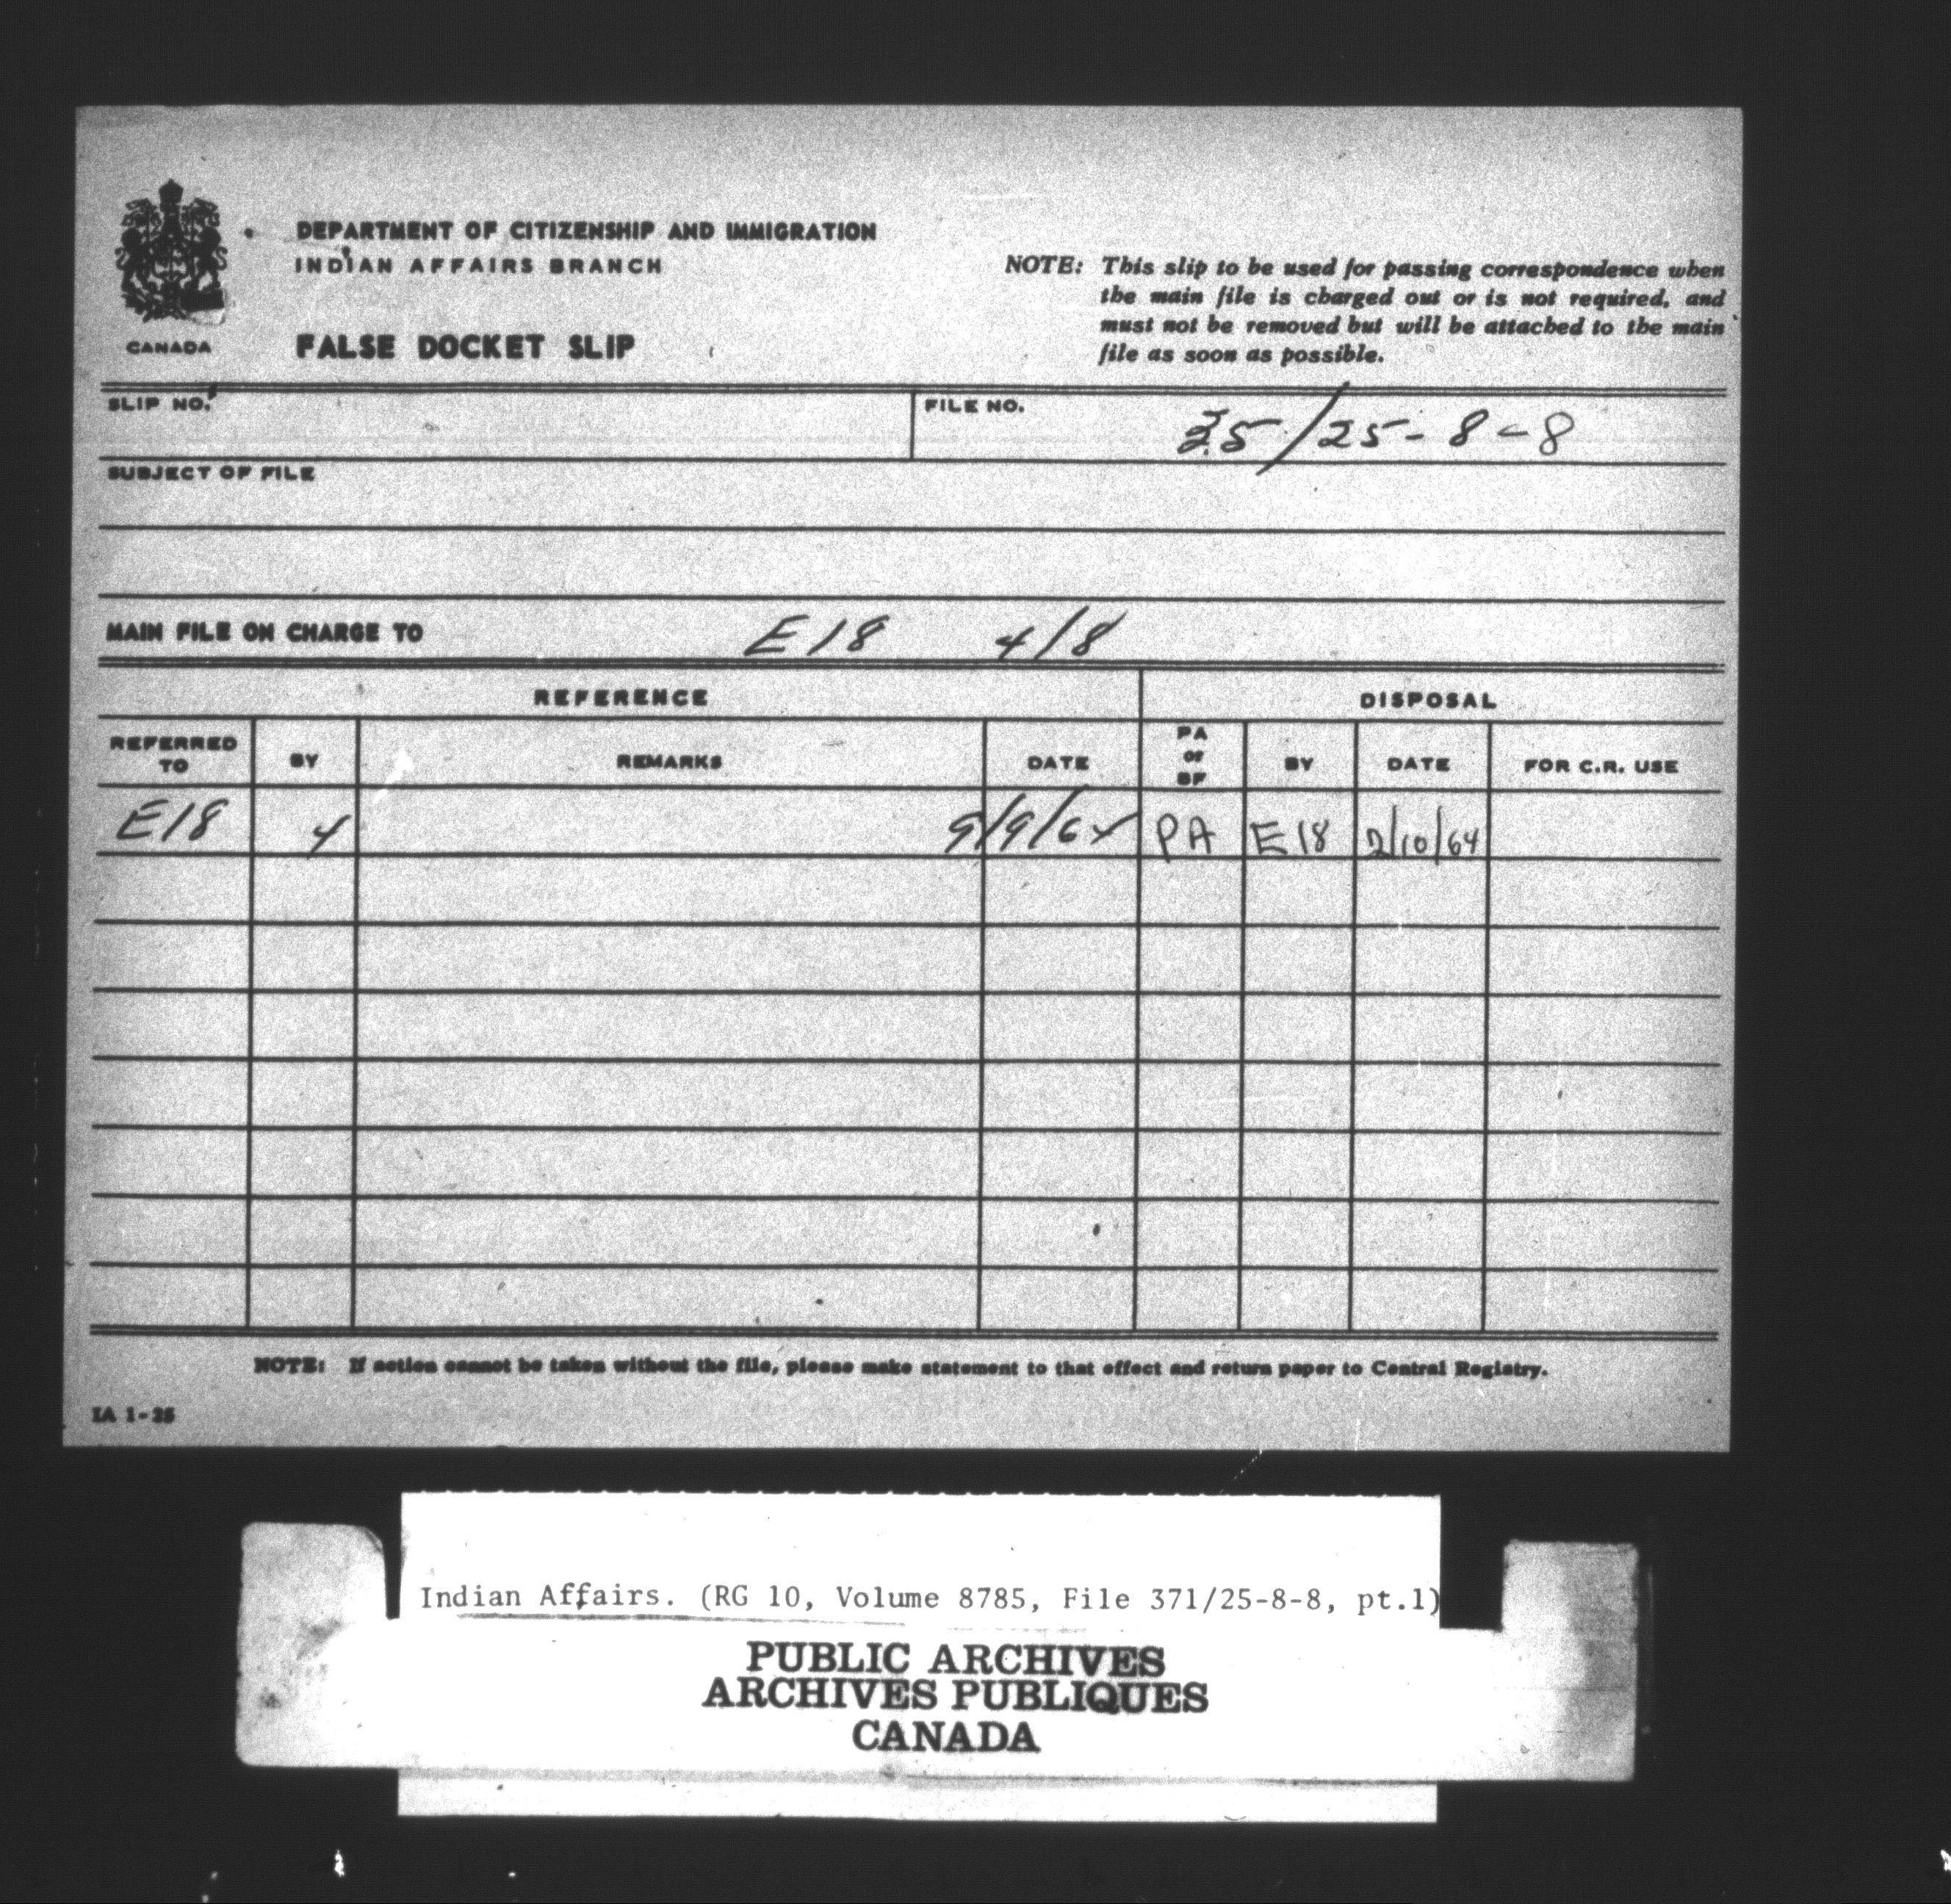 DEPARTMENT OF CITIZENSHIP AND IMMIGRATION
INDIAN AFFAIRS BRANCH
CANADA
FALSE DOCKET SLIP
NOTE: This slip to be used for passing correspondence when
the main file is charged out or is not required, and
must not be removed but will be attached to the main
file as soon as possible.
SLIP NO.
FILE NO. 35/25-8-8
SUBJECT OF FILE
MAIN FILE ON CHARGE TO E18 4/8
REFERENCE DISPOSAL
REFERRED TO BY REMARKS DATE PA or BF BY DATE FOR C.R. USE
E18 4 9/9/64 PA E18 2/10/64
NOTE: If action cannot be taken without the file, please make statement to that effect and return paper to Central Registry.
IA 1-25
Indian Affairs. (RG 10, Volume 8785, File 371/25-8-8, pt.1)
PUBLIC ARCHIVES
ARCHIVES PUBLIQUES
CANADA